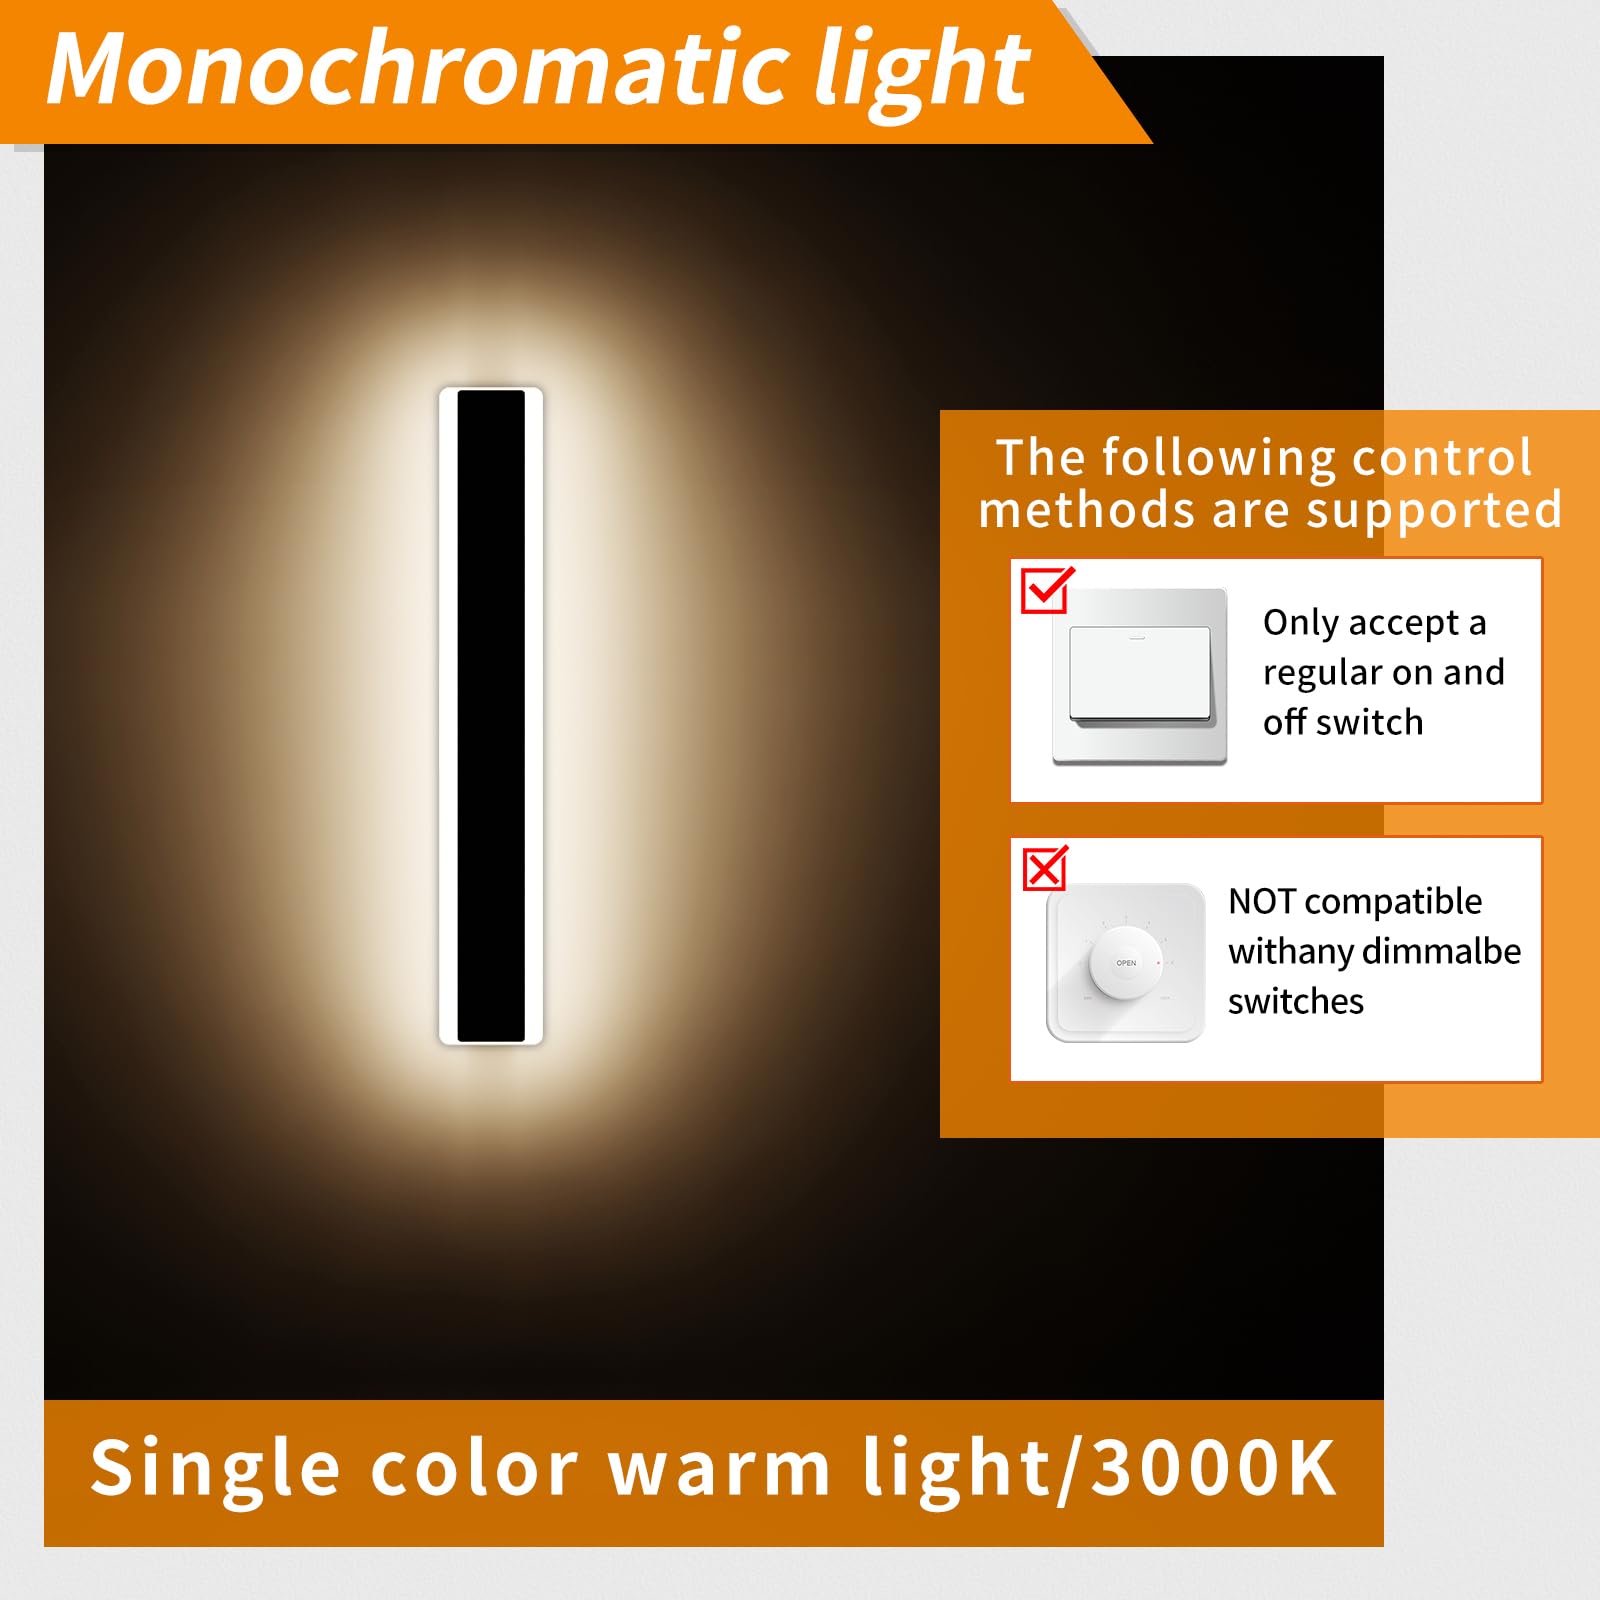 Monochromatic light
The following control
methods are supported
Only accept a
regular on and
off switch
OPEN
NOT compatible
withany dimmalbe
switches
Single color warm light/3000K